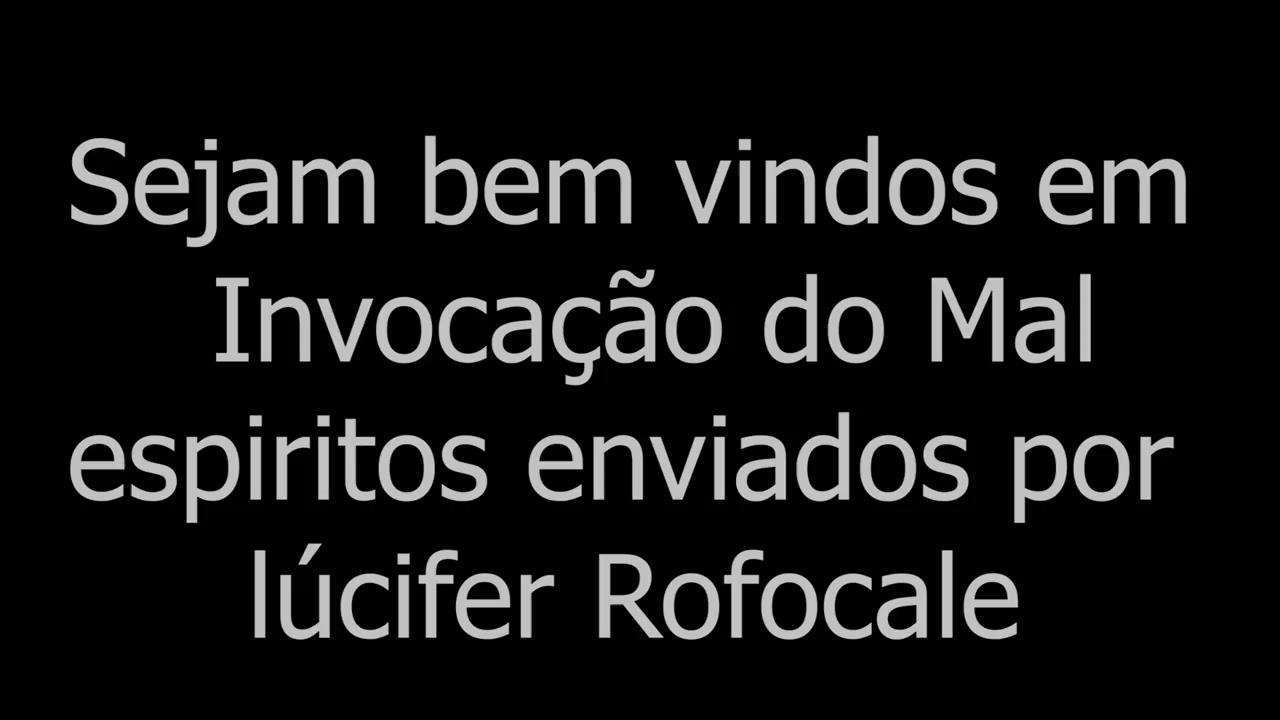 Sejam bem vindos em
Invocação do Mal
espiritos enviados por
lúcifer Rofocale